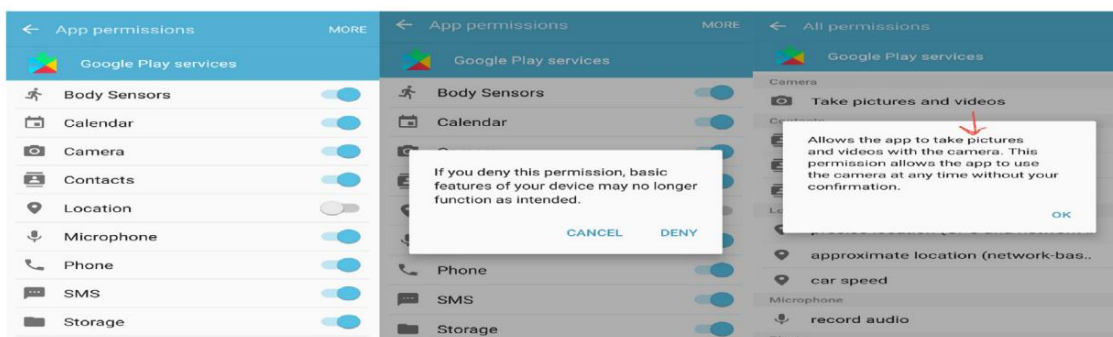 App permissions MORE
Google Play services
Body Sensors
Calendar
Camera
Contacts
Location
Microphone
Phone
SMS
Storage
App permissions MORE
Google Play services
Body Sensors
Calendar
If you deny this permission, basic
features of your device may no longer
function as intended.
CANCEL DENY
Phone
SMS
Storage
All permissions
Google Play services
Camera
Take pictures and videos
Allows the app to take pictures
and videos with the camera. This
permission allows the app to use
the camera at any time without your
confirmation.
OK
approximate location (network-bas..
car speed
Microphone
record audio